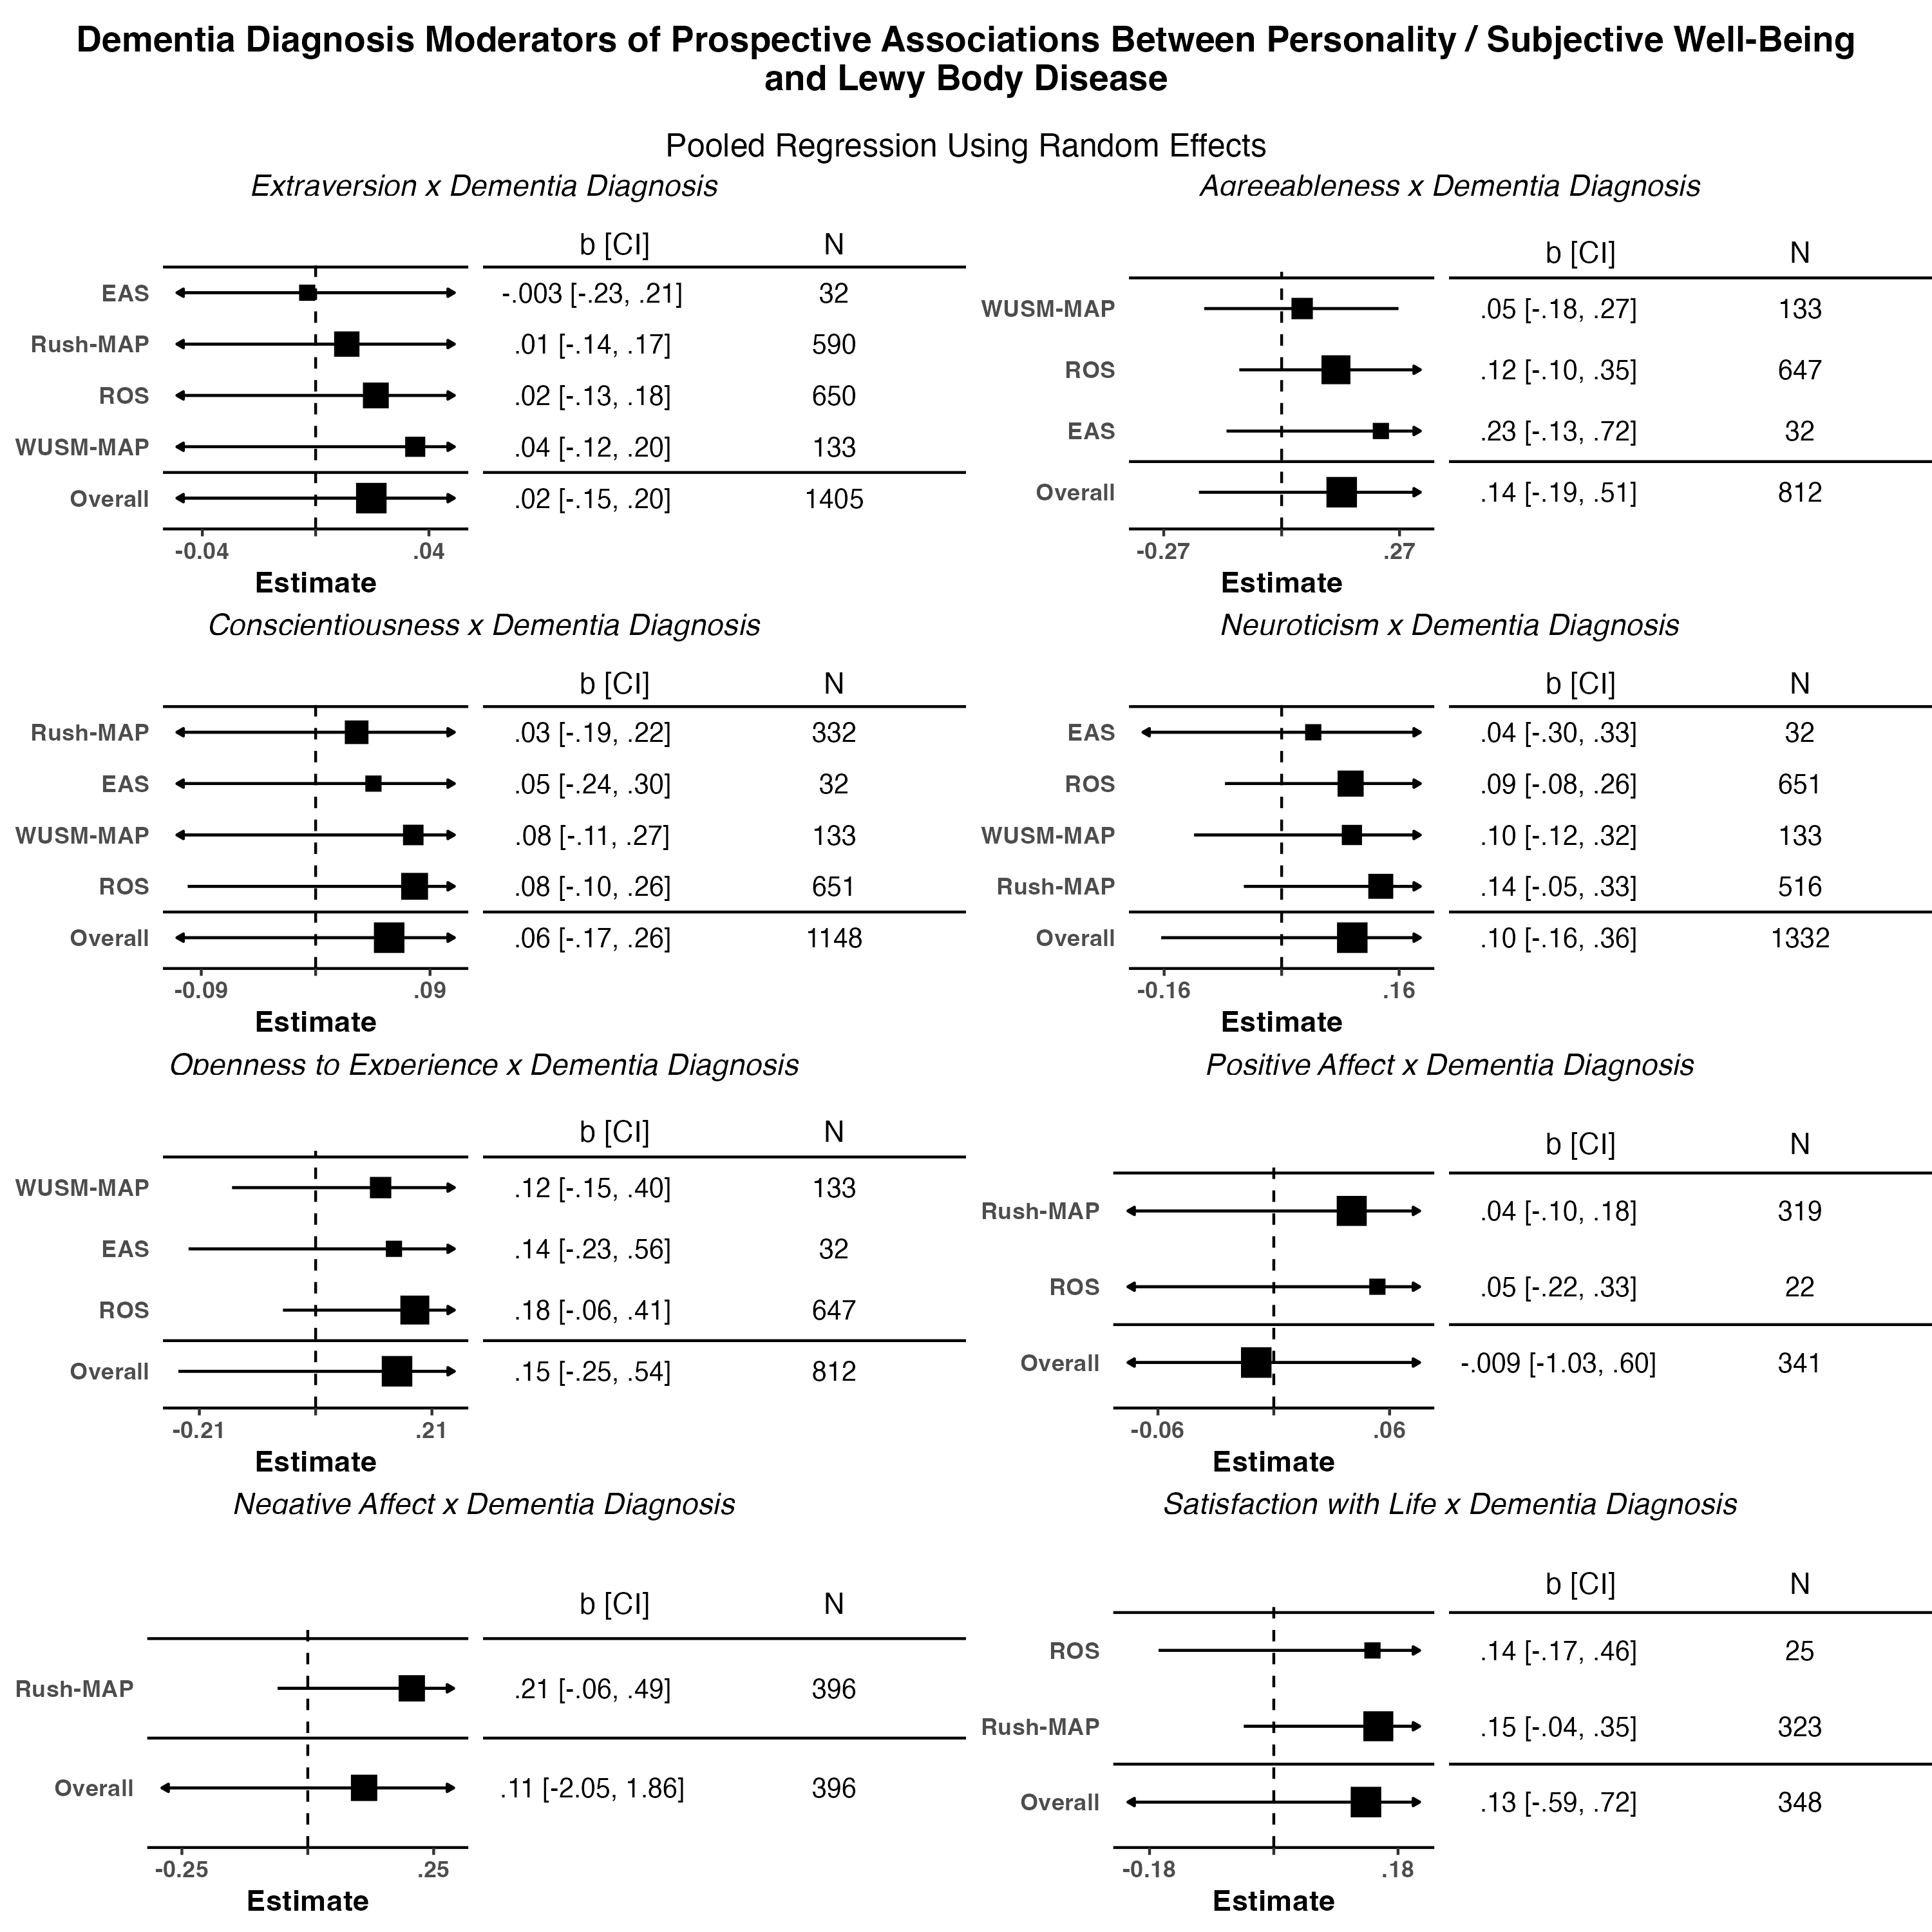 Dementia Diagnosis Moderators of Prospective Associations Between Personality / Subjective Well-Being
and Lewy Body Disease
Pooled Regression Using Random Effects
Extraversion x Dementia Diagnosis
b [CI] N
EAS -.003 [-.23, .21] 32
Rush-MAP .01 [-.14, .17] 590
ROS .02 [-.13, .18] 650
WUSM-MAP .04 [-.12, .20] 133
Overall .02 [-.15, .20] 1405
-0.04 .04
Estimate
Agreeableness x Dementia Diagnosis
b [CI] N
WUSM-MAP .05 [-.18, .27] 133
ROS .12 [-.10, .35] 647
EAS .23 [-.13, .72] 32
Overall .14 [-.19, .51] 812
-0.27 .27
Estimate
Conscientiousness x Dementia Diagnosis
b [CI] N
Rush-MAP .03 [-.19, .22] 332
EAS .05 [-.24, .30] 32
WUSM-MAP .08 [-.11, .27] 133
ROS .08 [-.10, .26] 651
Overall .06 [-.17, .26] 1148
-0.09 .09
Estimate
Neuroticism x Dementia Diagnosis
b [CI] N
EAS .04 [-.30, .33] 32
ROS .09 [-.08, .26] 651
WUSM-MAP .10 [-.12, .32] 133
Rush-MAP .14 [-.05, .33] 516
Overall .10 [-.16, .36] 1332
-0.16 .16
Estimate
Openness to Experience x Dementia Diagnosis
b [CI] N
WUSM-MAP .12 [-.15, .40] 133
EAS .14 [-.23, .56] 32
ROS .18 [-.06, .41] 647
Overall .15 [-.25, .54] 812
-0.21 .21
Estimate
Positive Affect x Dementia Diagnosis
b [CI] N
Rush-MAP .04 [-.10, .18] 319
ROS .05 [-.22, .33] 22
Overall -.009 [-1.03, .60] 341
-0.06 .06
Estimate
Negative Affect x Dementia Diagnosis
b [CI] N
Rush-MAP .21 [-.06, .49] 396
Overall .11 [-2.05, 1.86] 396
-0.25 .25
Estimate
Satisfaction with Life x Dementia Diagnosis
b [CI] N
ROS .14 [-.17, .46] 25
Rush-MAP .15 [-.04, .35] 323
Overall .13 [-.59, .72] 348
-0.18 .18
Estimate